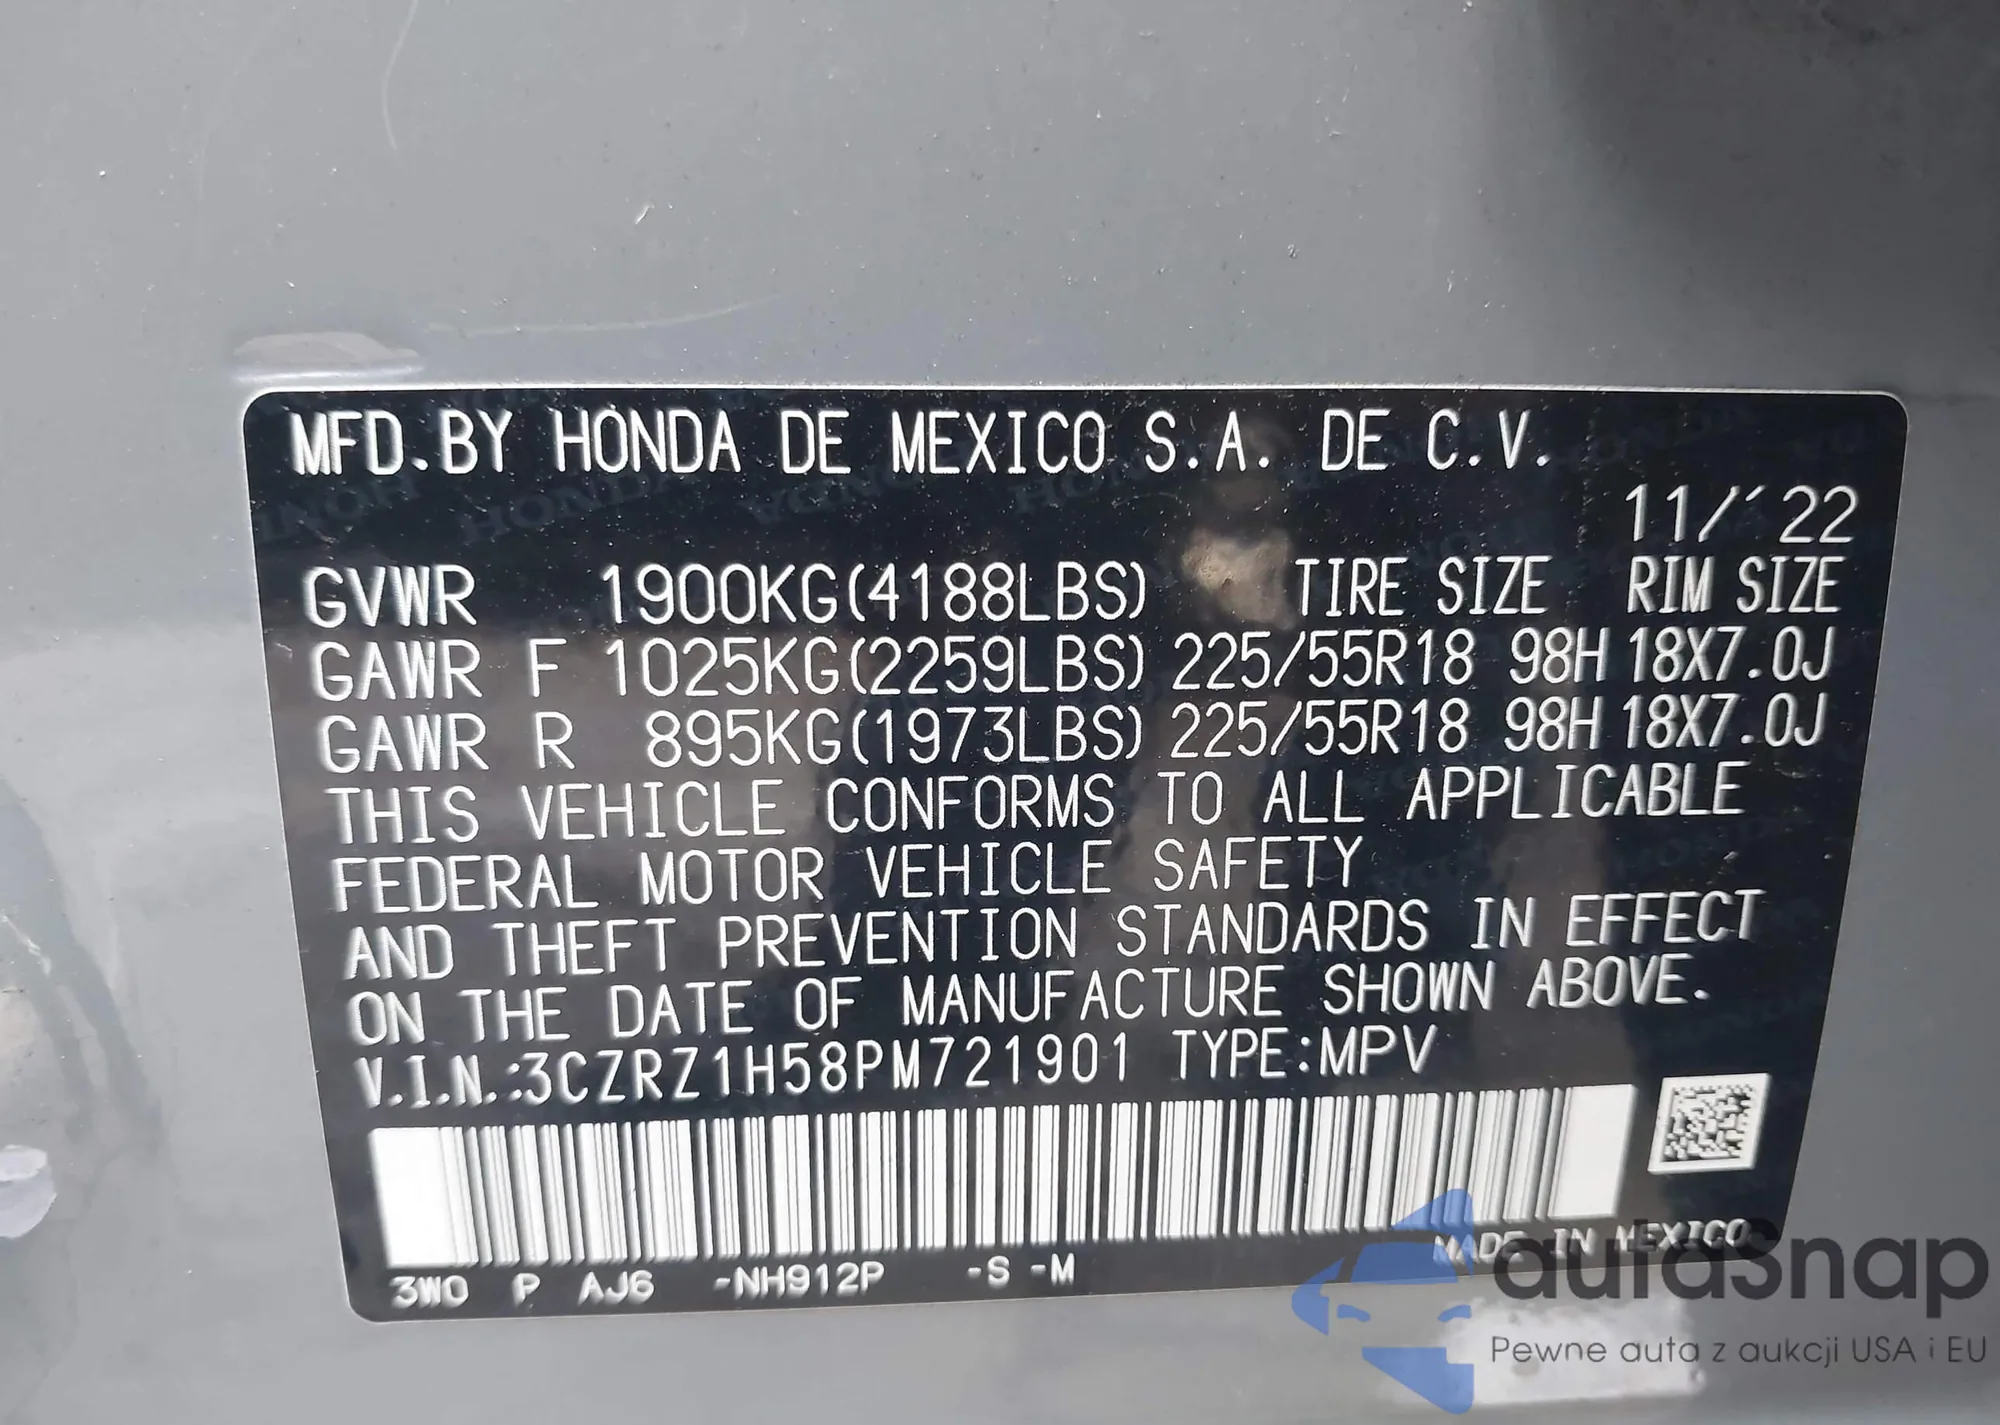 MFD.BY HONDA DE MEXICO S.A. DE C.V.
11/'22
GVWR 1900KG(4188LBS) TIRE SIZE RIM SIZE
GAWR F 1025KG(2259LBS) 225/55R18 98H 18X7.0J
GAWR R 895KG(1973LBS) 225/55R18 98H 18X7.0J
THIS VEHICLE CONFORMS TO ALL APPLICABLE
FEDERAL MOTOR VEHICLE SAFETY
AND THEFT PREVENTION STANDARDS IN EFFECT
ON THE DATE OF MANUFACTURE SHOWN ABOVE.
V.I.N.:3CZRZ1H58PM721901 TYPE:MPV
MADE IN MEXICO
3W0 P AJ6 -NH912P -S -M
autaSnap
Pewne auta z aukcji USA i EU